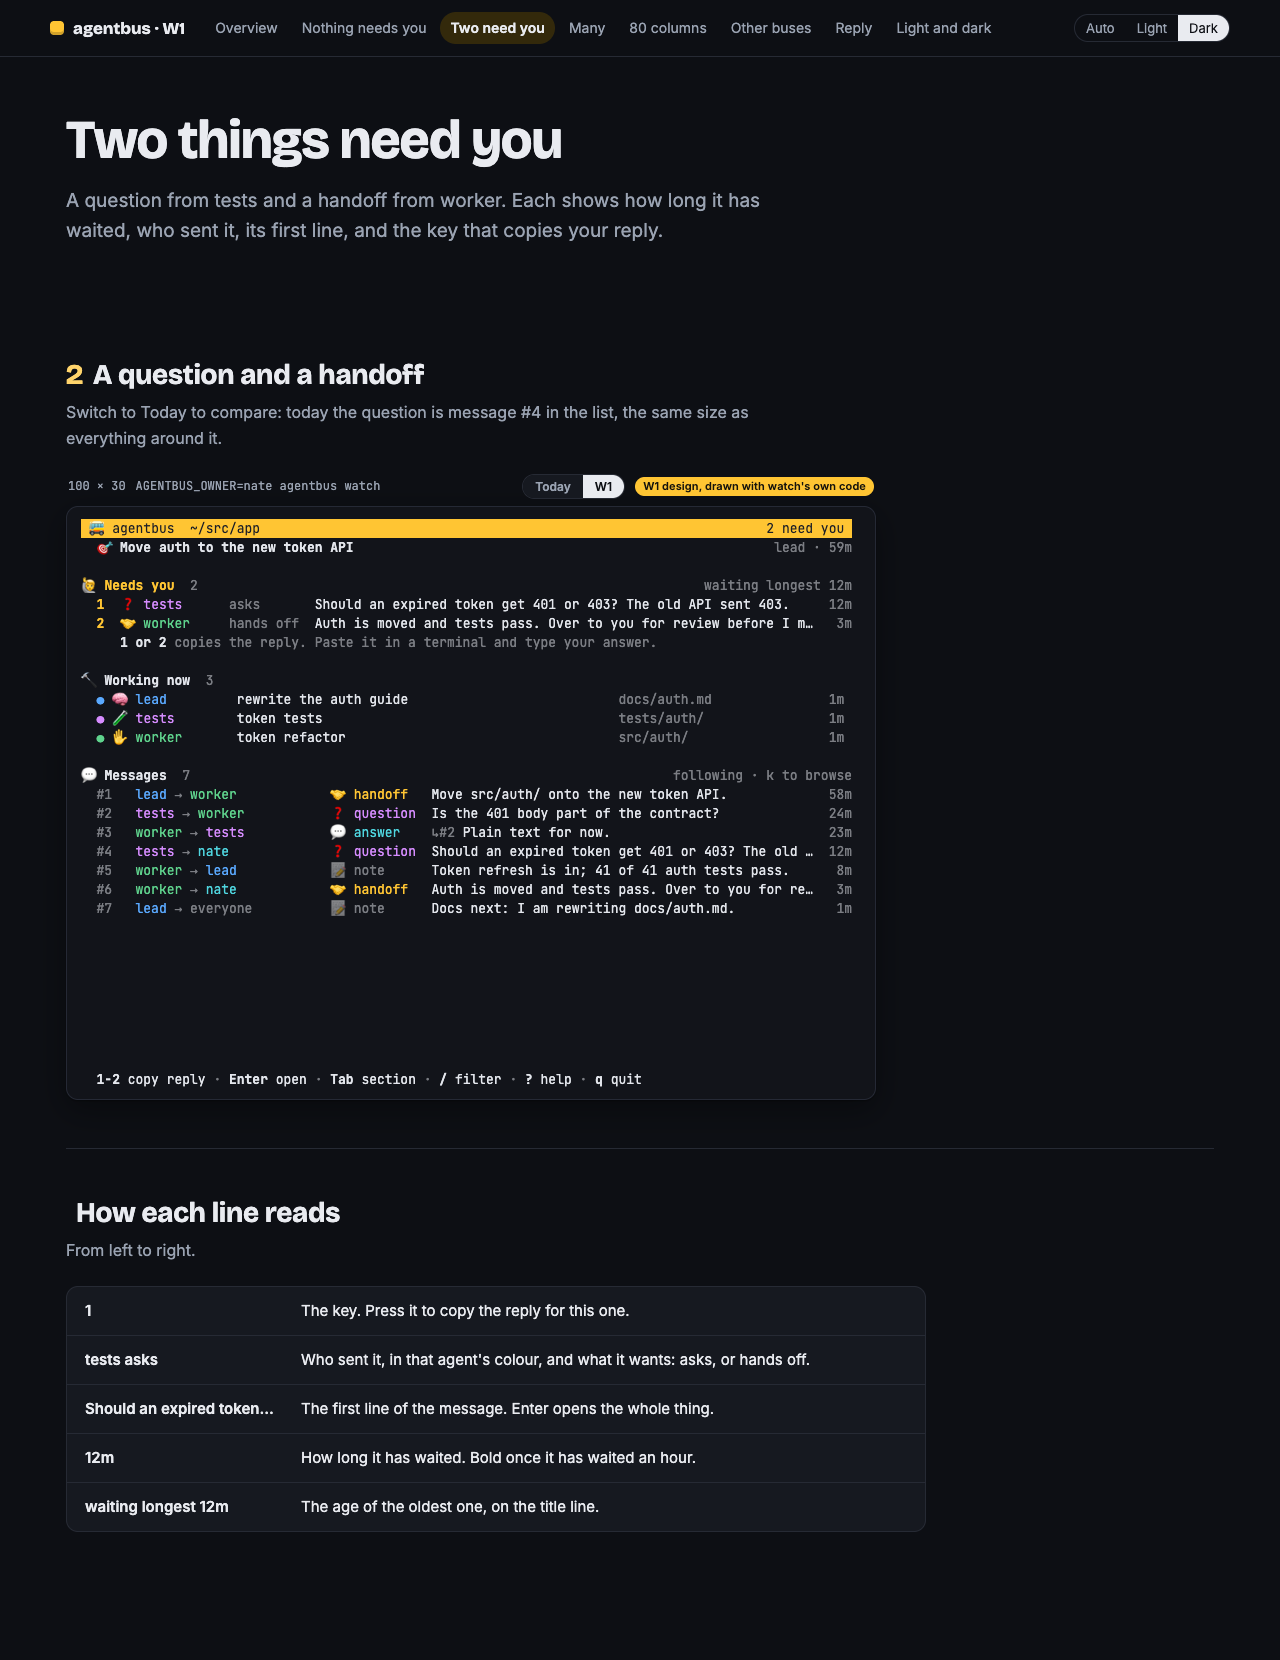 agentbus · W1
Overview
Nothing needs you
Two need you
Many
80 columns
Other buses
Reply
Light and dark
Auto
Light
Dark
Two things need you
A question from tests and a handoff from worker. Each shows how long it has
waited, who sent it, its first line, and the key that copies your reply.
2 A question and a handoff
Switch to Today to compare: today the question is message #4 in the list, the same size as
everything around it.
100 × 30 AGENTBUS_OWNER=nate agentbus watch
Today
W1
W1 design, drawn with watch's own code
agentbus ~/src/app 2 need you
Move auth to the new token API lead · 59m
Needs you 2 waiting longest 12m
1 ? tests asks Should an expired token get 401 or 403? The old API sent 403. 12m
2 worker hands off Auth is moved and tests pass. Over to you for review before I m… 3m
1 or 2 copies the reply. Paste it in a terminal and type your answer.
Working now 3
● lead rewrite the auth guide docs/auth.md 1m
● tests token tests tests/auth/ 1m
● worker token refactor src/auth/ 1m
Messages 7 following · k to browse
#1 lead → worker handoff Move src/auth/ onto the new token API. 58m
#2 tests → worker ? question Is the 401 body part of the contract? 24m
#3 worker → tests answer ↳#2 Plain text for now. 23m
#4 tests → nate ? question Should an expired token get 401 or 403? The old … 12m
#5 worker → lead note Token refresh is in; 41 of 41 auth tests pass. 8m
#6 worker → nate handoff Auth is moved and tests pass. Over to you for re… 3m
#7 lead → everyone note Docs next: I am rewriting docs/auth.md. 1m
1-2 copy reply · Enter open · Tab section · / filter · ? help · q quit
How each line reads
From left to right.
1 The key. Press it to copy the reply for this one.
tests asks Who sent it, in that agent's colour, and what it wants: asks, or hands off.
Should an expired token… The first line of the message. Enter opens the whole thing.
12m How long it has waited. Bold once it has waited an hour.
waiting longest 12m The age of the oldest one, on the title line.